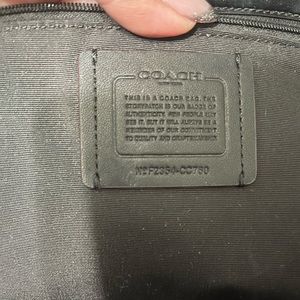 COACH
THIS IS A COACH BAG. THE
STORYPATCH IS OUR BADGE OF
AUTHENTICITY. FEW PEOPLE MAY
SEE IT, BUT IT WILL ALWAYS BE A
REMINDER OF OUR COMMITMENT
TO QUALITY AND CRAFTSMANSHIP.